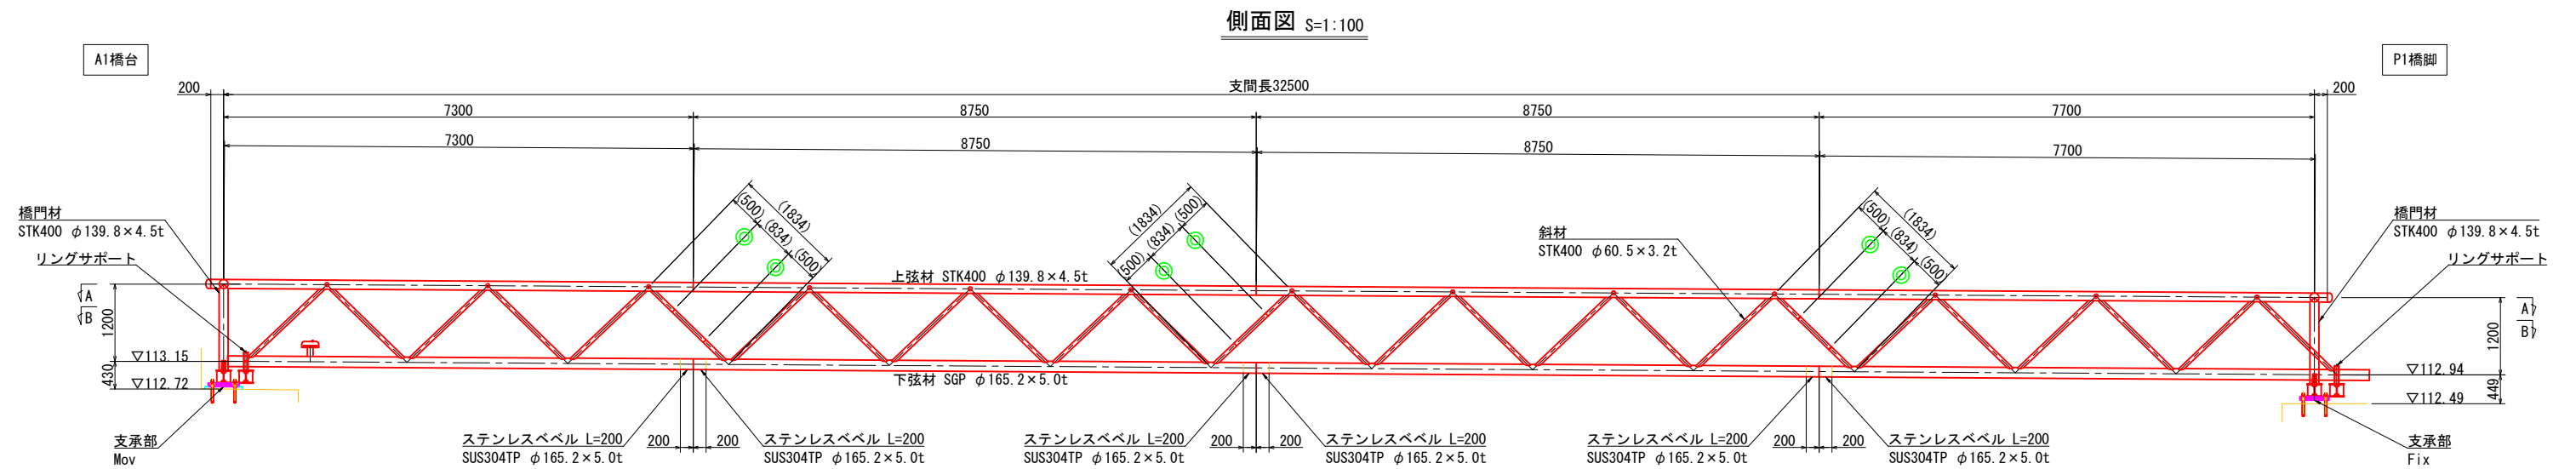 側面図 S=1:100
A1橋台
P1橋脚
200
支間長32500
200
7300
8750
8750
7700
7300
8750
8750
7700
(1834)
(500)
(834)
(500)
(1834)
(500)
(834)
(500)
(1834)
(500)
(834)
(500)
橋門材
STK400 φ139.8×4.5t
リングサポート
斜材
STK400 φ60.5×3.2t
橋門材
STK400 φ139.8×4.5t
リングサポート
上弦材 STK400 φ139.8×4.5t
A
B
A
B
1200
430
▽113.15
▽112.72
1200
449
▽112.94
▽112.49
下弦材 SGP φ165.2×5.0t
支承部
Mov
ステンレスベベル L=200
SUS304TP φ165.2×5.0t
200
200
ステンレスベベル L=200
SUS304TP φ165.2×5.0t
ステンレスベベル L=200
SUS304TP φ165.2×5.0t
200
200
ステンレスベベル L=200
SUS304TP φ165.2×5.0t
ステンレスベベル L=200
SUS304TP φ165.2×5.0t
200
200
ステンレスベベル L=200
SUS304TP φ165.2×5.0t
支承部
Fix